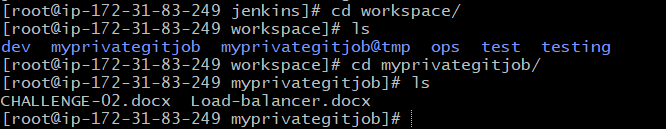 [root@ip-172-31-83-249 jenkins]# cd workspace/
[root@ip-172-31-83-249 workspace]# ls
dev  myprivategitjob  myprivategitjob@tmp  ops  test  testing
[root@ip-172-31-83-249 workspace]# cd myprivategitjob/
[root@ip-172-31-83-249 myprivategitjob]# ls
CHALLENGE-02.docx  Load-balancer.docx
[root@ip-172-31-83-249 myprivategitjob]#